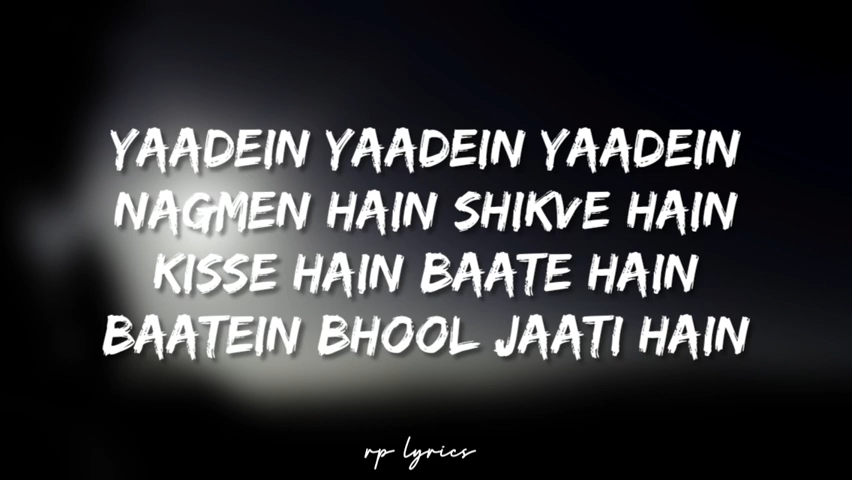 YAADEIN YAADEIN YAADEIN
NAGMEN HAIN SHIKVE HAIN
KISSE HAIN BAATE HAIN
BAATEIN BHOOL JAATI HAIN
rp lyrics